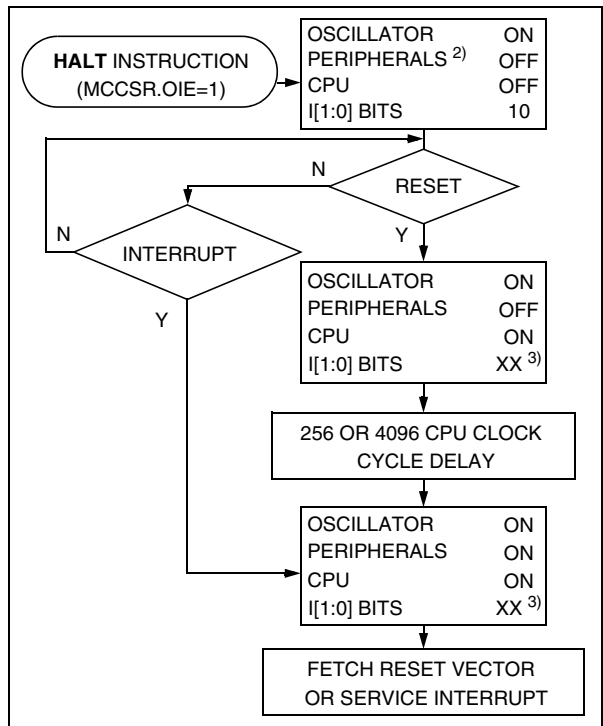 HALT INSTRUCTION
(MCCSR.OIE=1)
OSCILLATOR ON
PERIPHERALS 2) OFF
CPU OFF
I[1:0] BITS 10
N
RESET
Y
N
INTERRUPT
Y
OSCILLATOR ON
PERIPHERALS OFF
CPU ON
I[1:0] BITS XX 3)
256 OR 4096 CPU CLOCK
CYCLE DELAY
OSCILLATOR ON
PERIPHERALS ON
CPU ON
I[1:0] BITS XX 3)
FETCH RESET VECTOR
OR SERVICE INTERRUPT